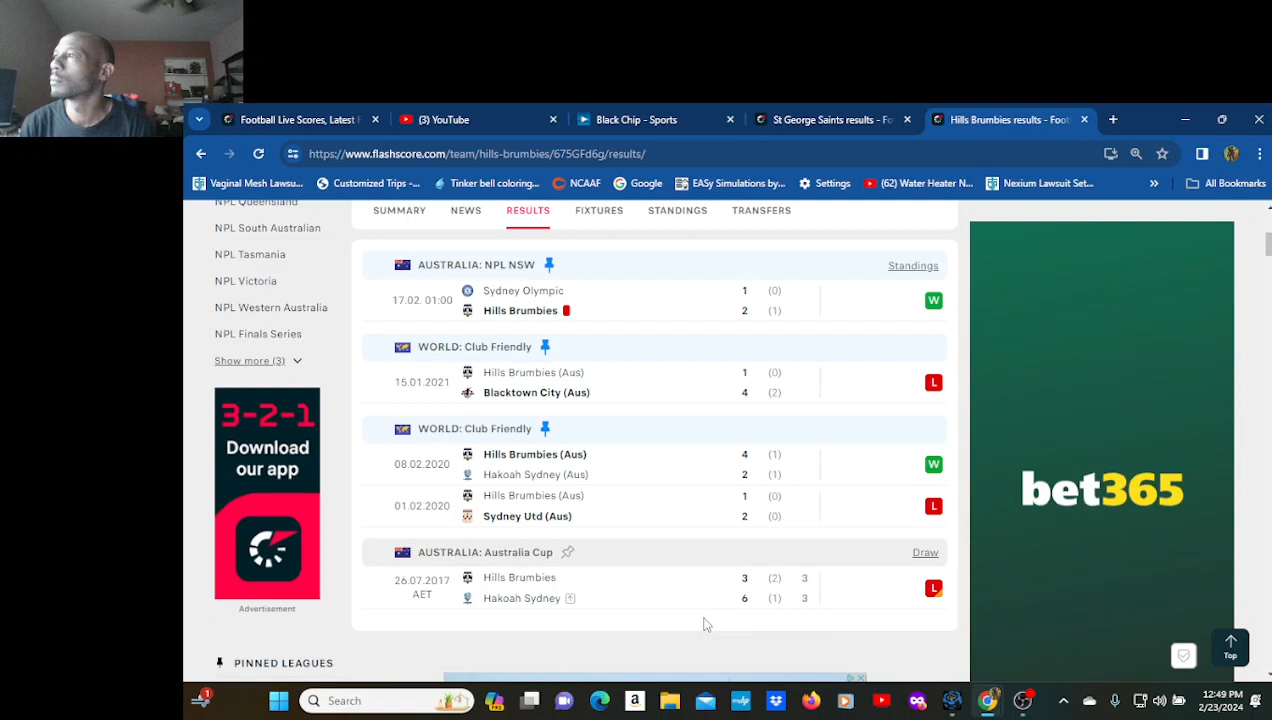 Football Live Scores, Latest F
(3) YouTube
Black Chip - Sports
St George Saints results - Fo
Hills Brumbies results - Foot
https://www.flashscore.com/team/hills-brumbies/675GFd6g/results/
Vaginal Mesh Lawsu...
Customized Trips -...
Tinker bell coloring...
NCAAF
Google
EASy Simulations by...
Settings
(62) Water Heater N...
Nexium Lawsuit Set...
»
All Bookmarks
NPL Queensland
NPL South Australian
NPL Tasmania
NPL Victoria
NPL Western Australia
NPL Finals Series
Show more (3)
3-2-1
Download
our app
Advertisement
PINNED LEAGUES
SUMMARY NEWS RESULTS FIXTURES STANDINGS TRANSFERS
AUSTRALIA: NPL NSW Standings
17.02. 01:00
Sydney Olympic 1 (0)
Hills Brumbies 2 (1)
W
WORLD: Club Friendly
15.01.2021
Hills Brumbies (Aus) 1 (0)
Blacktown City (Aus) 4 (2)
L
WORLD: Club Friendly
08.02.2020
Hills Brumbies (Aus) 4 (1)
Hakoah Sydney (Aus) 2 (1)
W
01.02.2020
Hills Brumbies (Aus) 1 (0)
Sydney Utd (Aus) 2 (0)
L
AUSTRALIA: Australia Cup Draw
26.07.2017
AET
Hills Brumbies 3 (2) 3
Hakoah Sydney 6 (1) 3
L
bet365
Top
1
Search
PRE
a
12:49 PM
2/23/2024